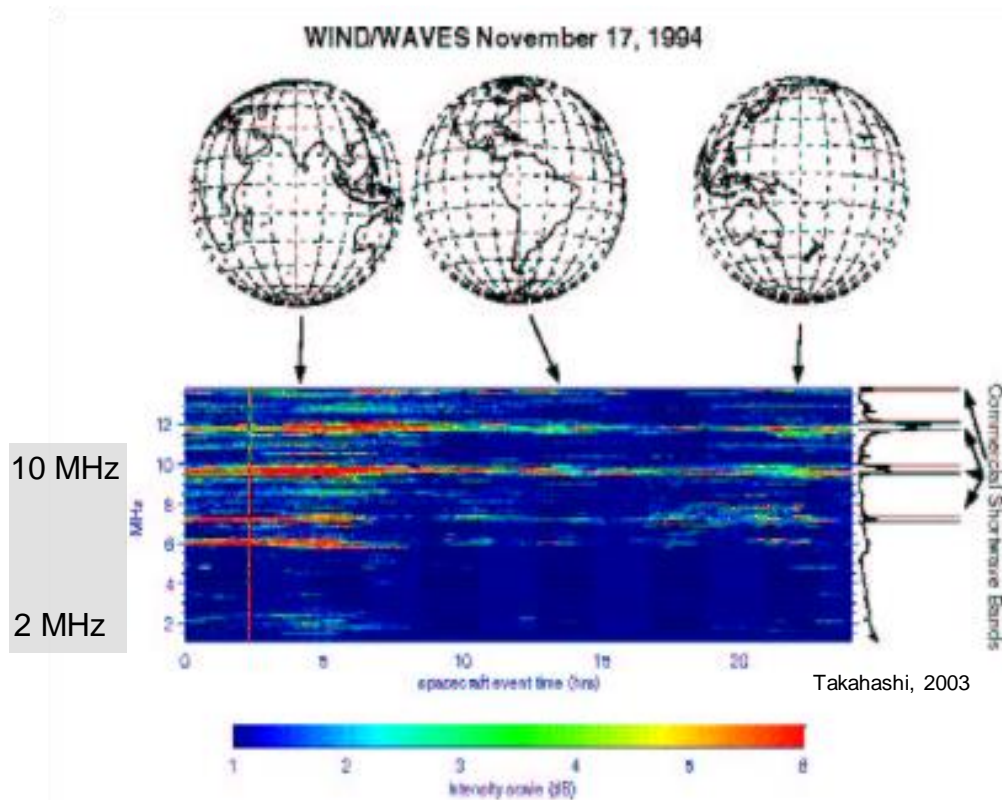 WIND/WAVES November 17, 1994
Commercial Shortwave Bands
12
10 MHz
10
8
MHz
6
4
2 MHz
2
0
5
10
15
20
spacecraft event time (hrs)
Takahashi, 2003
1
2
3
4
5
6
Intensity scale (dB)